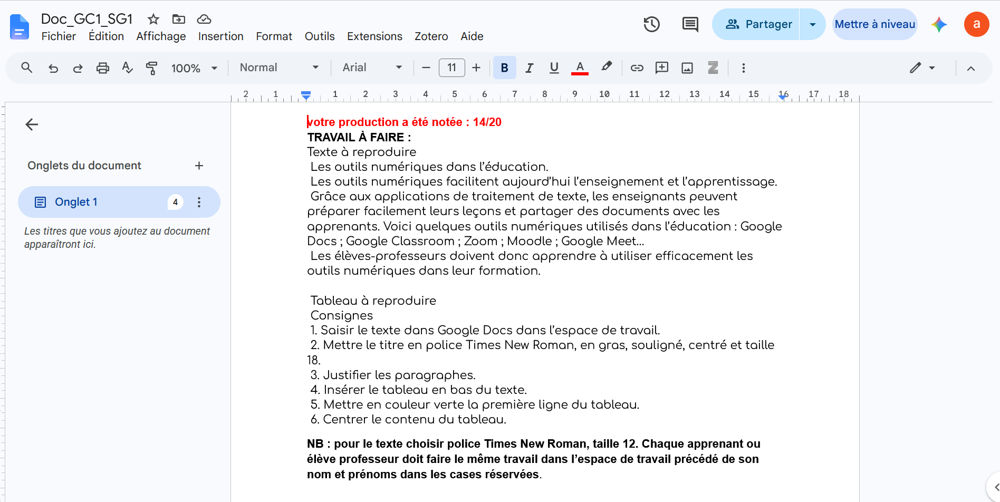 Doc_GC1_SG1
Fichier Édition Affichage Insertion Format Outils Extensions Zotero Aide
Partager
Mettre à niveau
a
100% Normal Arial 11 B I U A
2 1 1 2 3 4 5 6 7 8 9 10 11 12 13 14 15 16 17 18
Onglets du document
Onglet 1 4
Les titres que vous ajoutez au document
apparaîtront ici.
votre production a été notée : 14/20
TRAVAIL À FAIRE :
Texte à reproduire
Les outils numériques dans l’éducation.
Les outils numériques facilitent aujourd’hui l’enseignement et l’apprentissage.
Grâce aux applications de traitement de texte, les enseignants peuvent
préparer facilement leurs leçons et partager des documents avec les
apprenants. Voici quelques outils numériques utilisés dans l’éducation : Google
Docs ; Google Classroom ; Zoom ; Moodle ; Google Meet...
Les élèves-professeurs doivent donc apprendre à utiliser efficacement les
outils numériques dans leur formation.
Tableau à reproduire
Consignes
1. Saisir le texte dans Google Docs dans l’espace de travail.
2. Mettre le titre en police Times New Roman, en gras, souligné, centré et taille
18.
3. Justifier les paragraphes.
4. Insérer le tableau en bas du texte.
5. Mettre en couleur verte la première ligne du tableau.
6. Centrer le contenu du tableau.
NB : pour le texte choisir police Times New Roman, taille 12. Chaque apprenant ou
élève professeur doit faire le même travail dans l’espace de travail précédé de son
nom et prénoms dans les cases réservées.